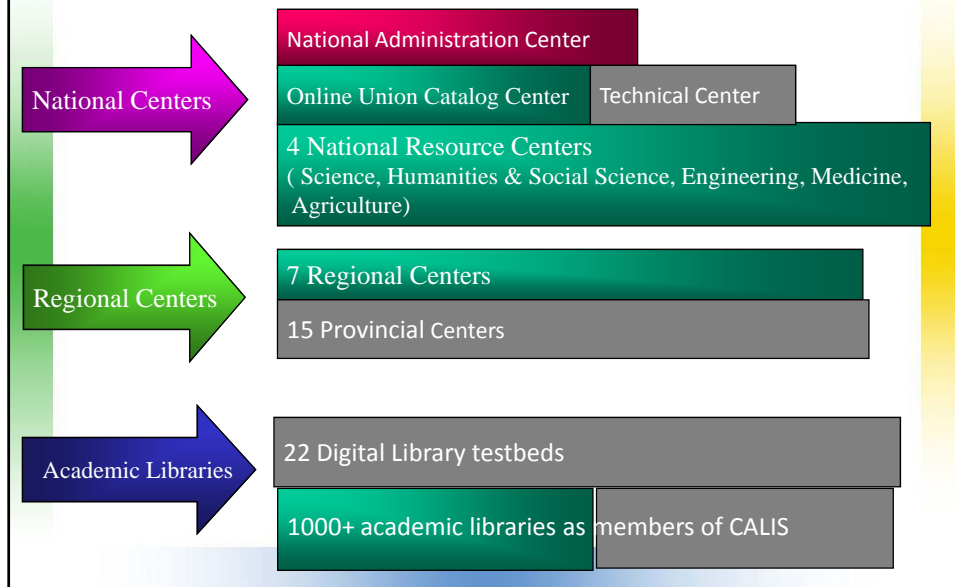 National Centers
National Administration Center
Online Union Catalog Center
Technical Center
4 National Resource Centers
( Science, Humanities & Social Science, Engineering, Medicine,
Agriculture)
Regional Centers
7 Regional Centers
15 Provincial Centers
Academic Libraries
22 Digital Library testbeds
1000+ academic libraries as members of CALIS